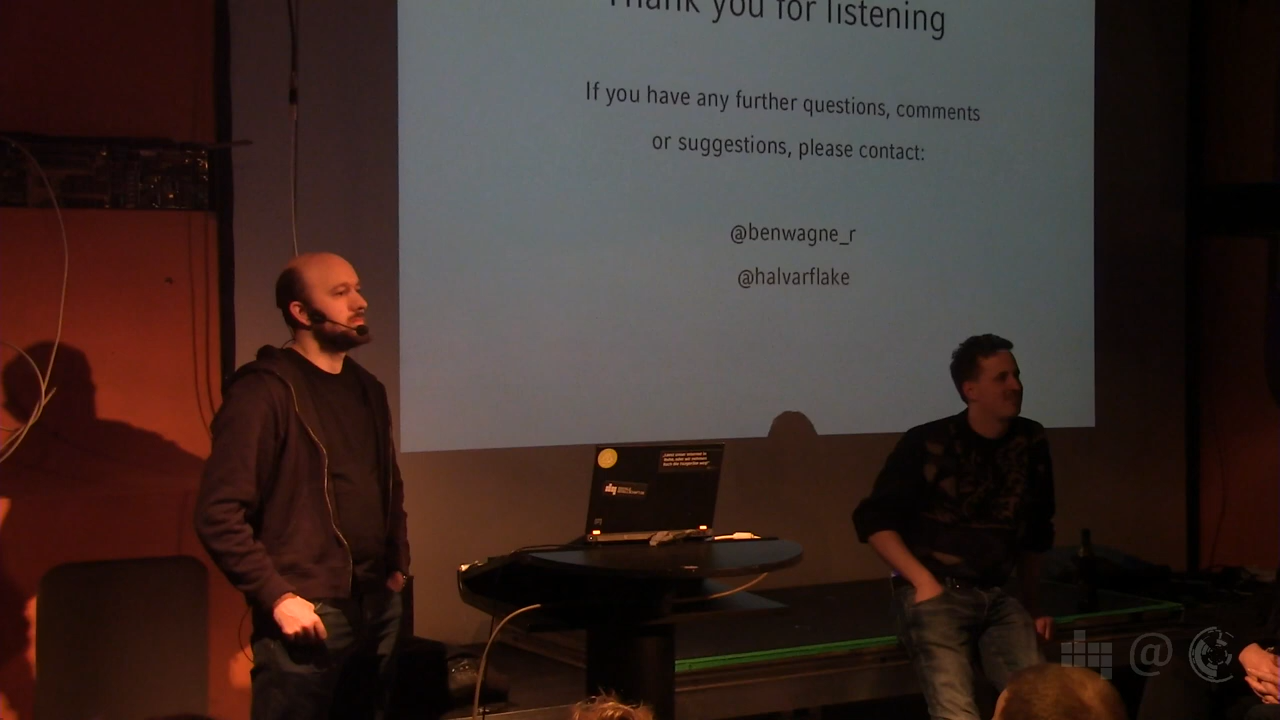 Thank you for listening
If you have any further questions, comments
or suggestions, please contact:
@benwagne_r
@halvarflake
@